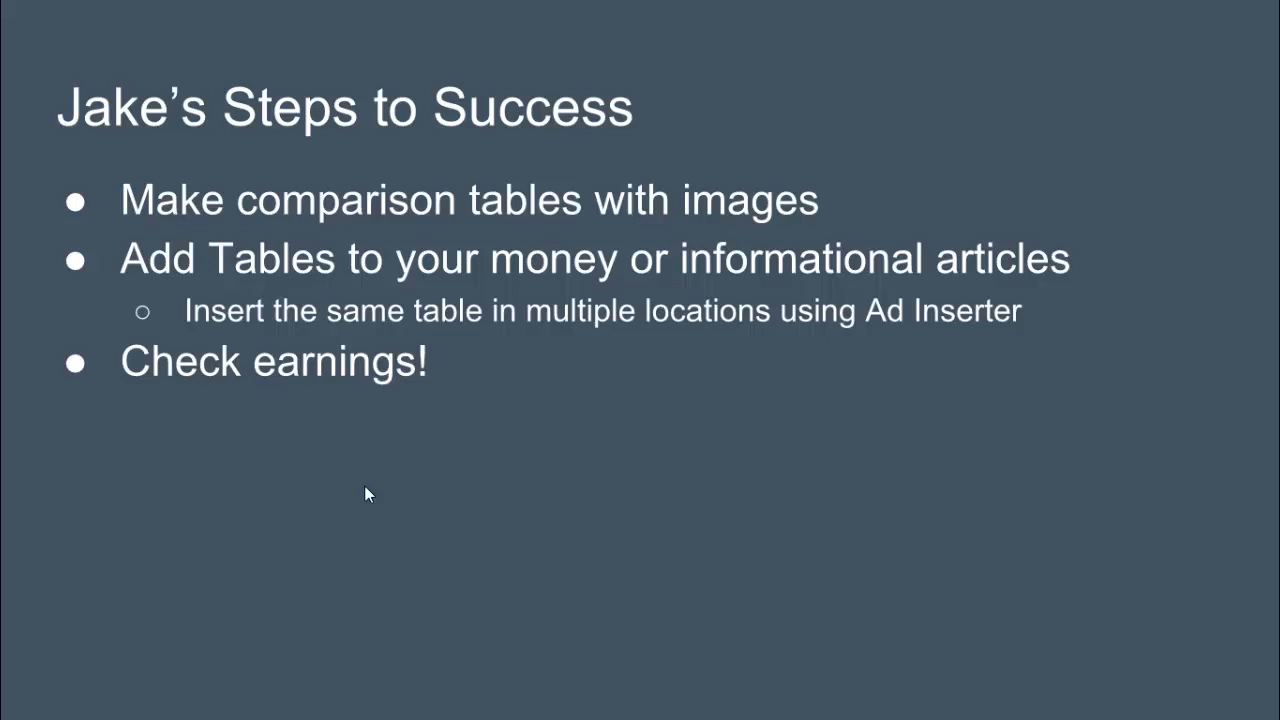 Jake’s Steps to Success
● Make comparison tables with images
● Add Tables to your money or informational articles
○ Insert the same table in multiple locations using Ad Inserter
● Check earnings!